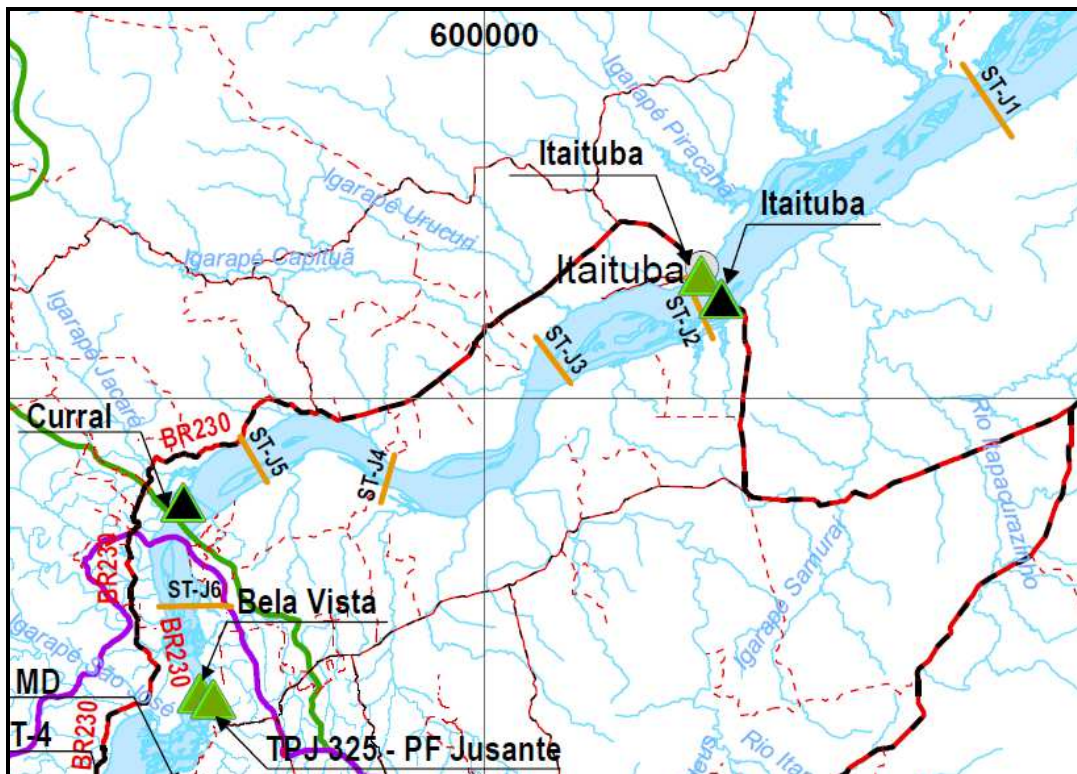 600000
ST-J1
Igarapé Piracanã
Itaituba
Itaituba
Igarapé Urucuri
Igarapé Capituã
Itaituba
ST-J2
Igarapé Jacaré
ST-J3
Curral
BR230
ST-J5
ST-J4
Rio Itapacurazinho
BR230
ST-J6
Bela Vista
Igarapé Samurai
Igarapé São José
BR230
MD
T-4
BR230
TPJ 325 - PF Jusante
Rio Ita